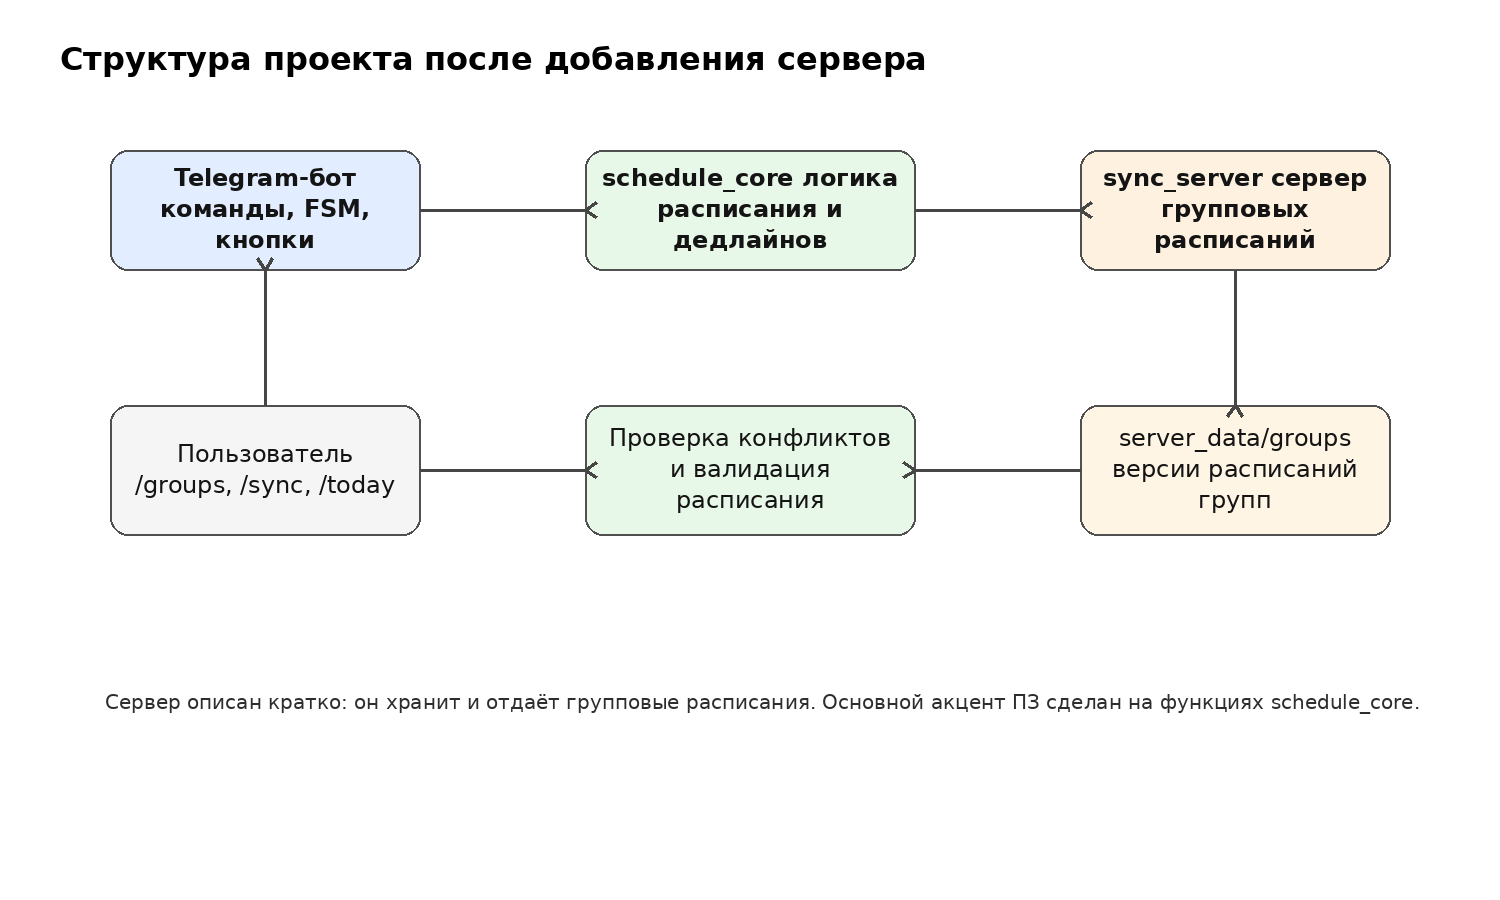 Структура проекта после добавления сервера
Telegram-бот
команды, FSM,
кнопки
schedule_core логика
расписания и
дедлайнов
sync_server сервер
групповых
расписаний
Пользователь
/groups, /sync, /today
Проверка конфликтов
и валидация
расписания
server_data/groups
версии расписаний
групп
Сервер описан кратко: он хранит и отдаёт групповые расписания. Основной акцент ПЗ сделан на функциях schedule_core.